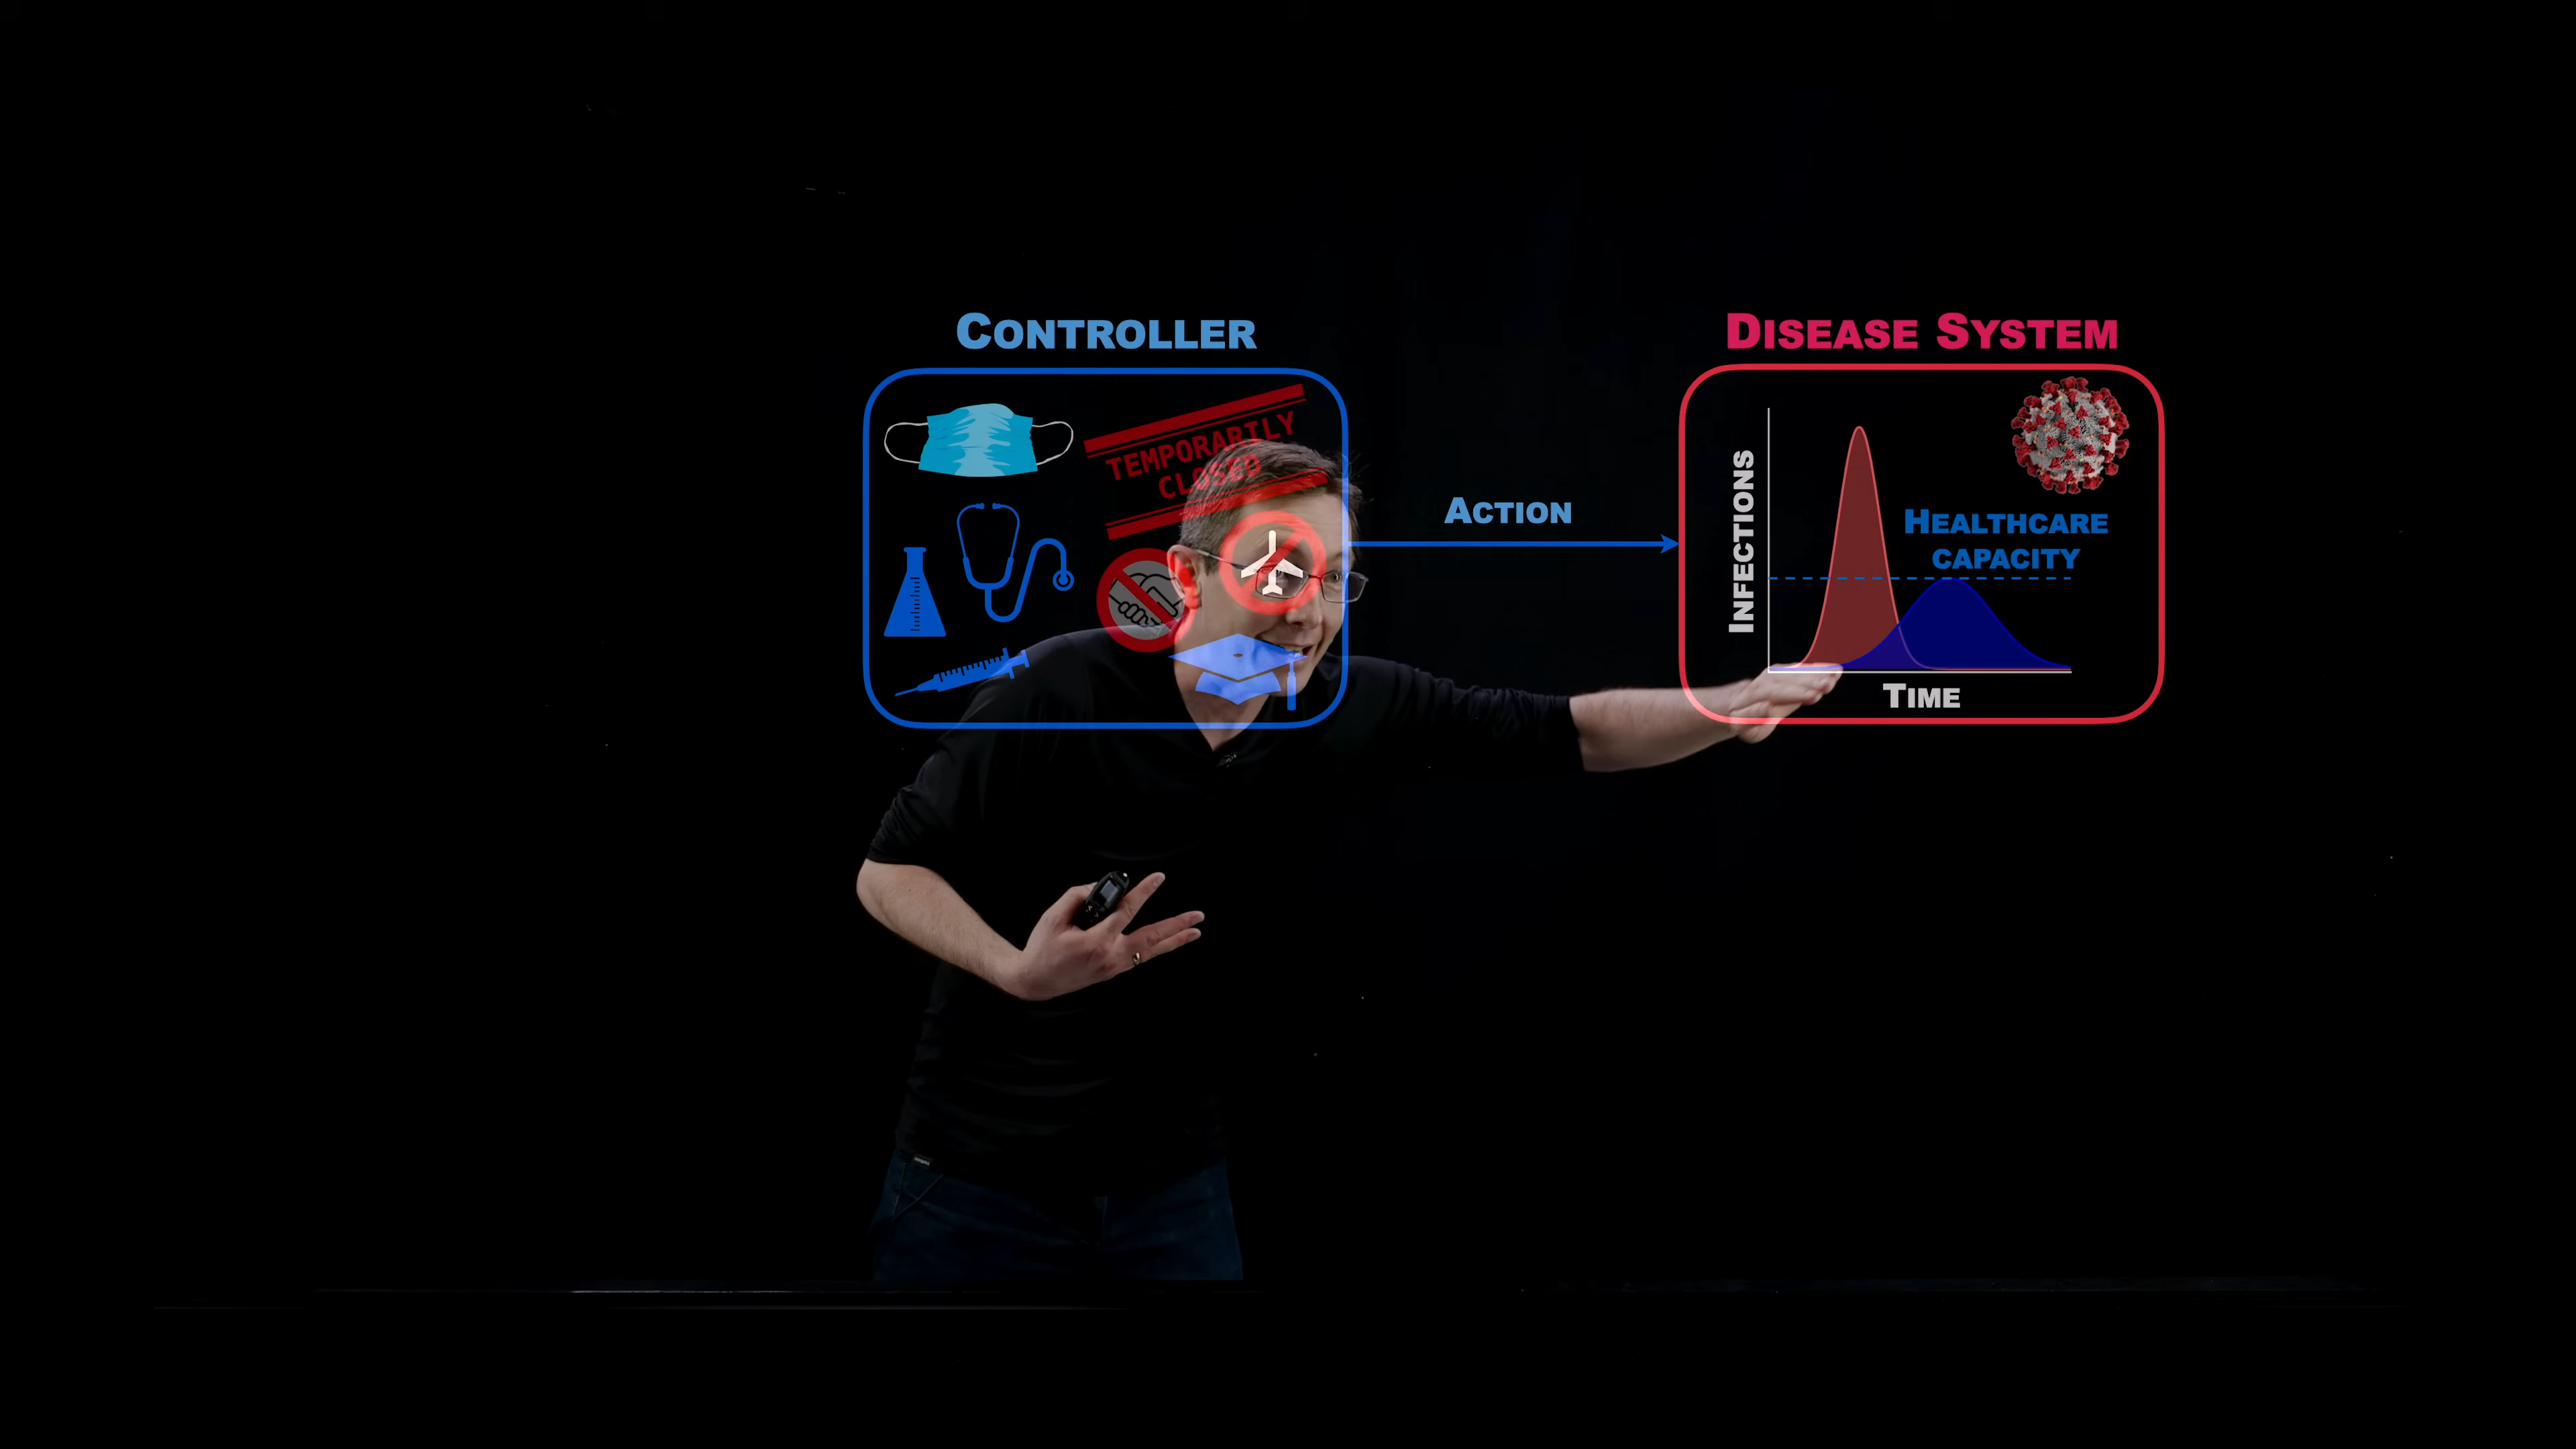 CONTROLLER
TEMPORARILY
CLOSED
ACTION
DISEASE SYSTEM
INFECTIONS
HEALTHCARE
CAPACITY
TIME